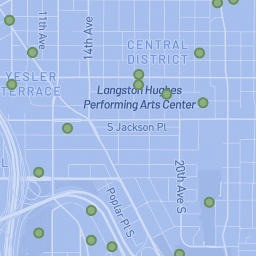 11th Ave
14th Ave
CENTRAL
DISTRICT
YESLER
TERRACE
Langston Hughes
Performing Arts Center
S Jackson Pl
L
20th Ave S
Poplar Pl S